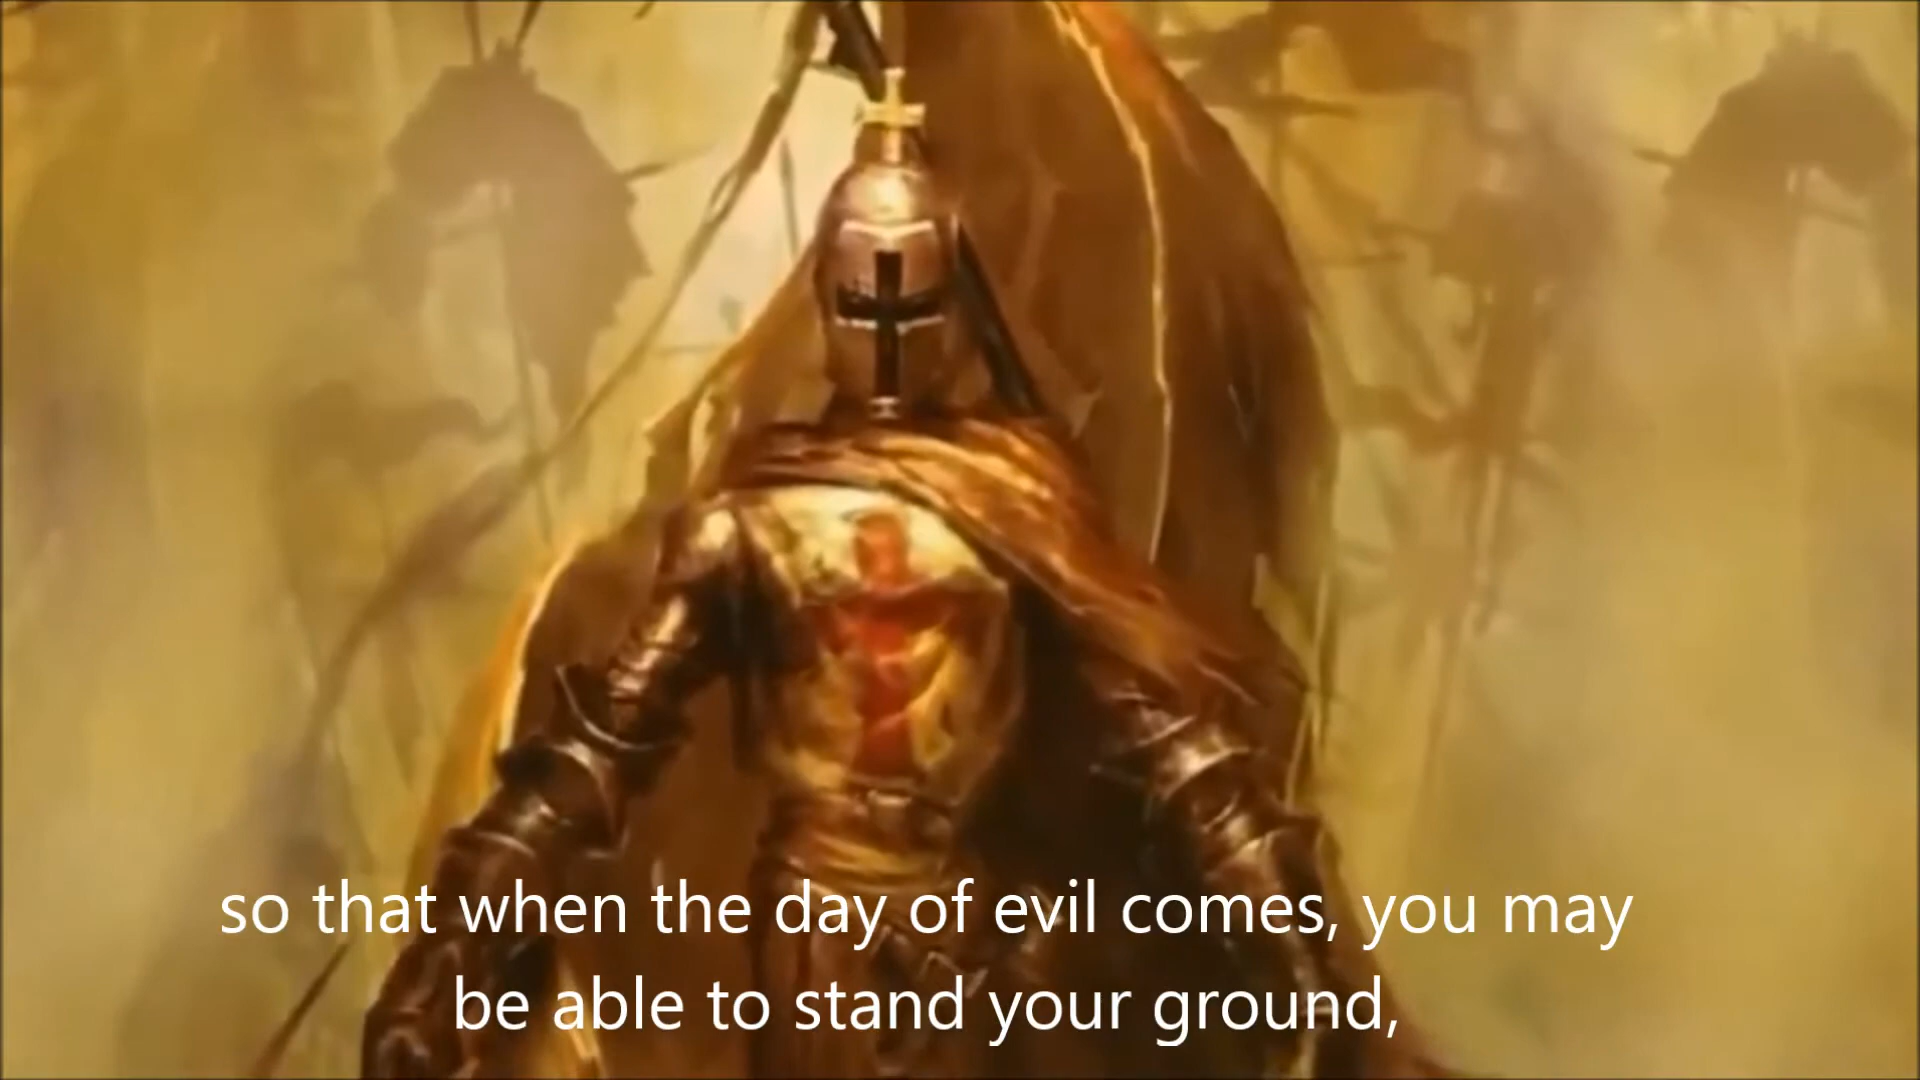 so that when the day of evil comes, you may
be able to stand your ground,